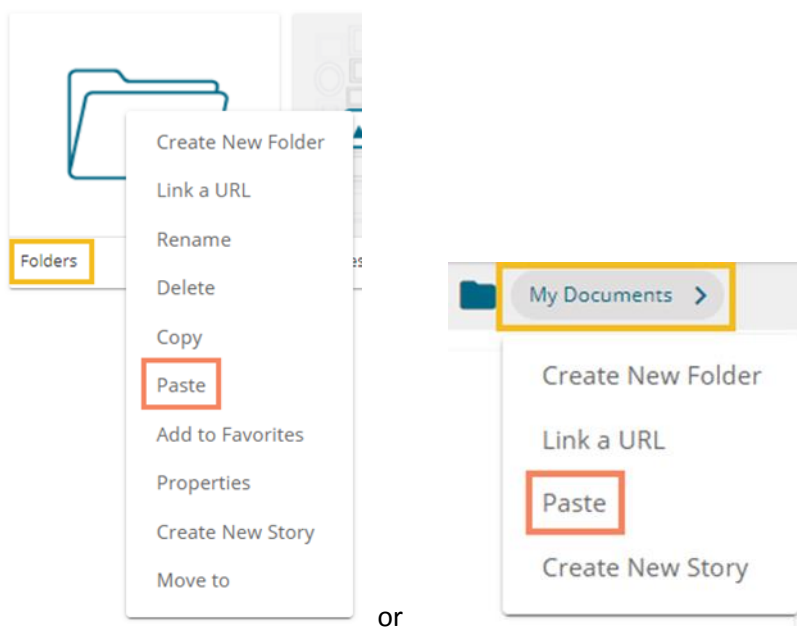 Create New Folder
Link a URL
Rename
Folders
Delete
Copy
Paste
Add to Favorites
Properties
Create New Story
Move to
or
My Documents
Create New Folder
Link a URL
Paste
Create New Story